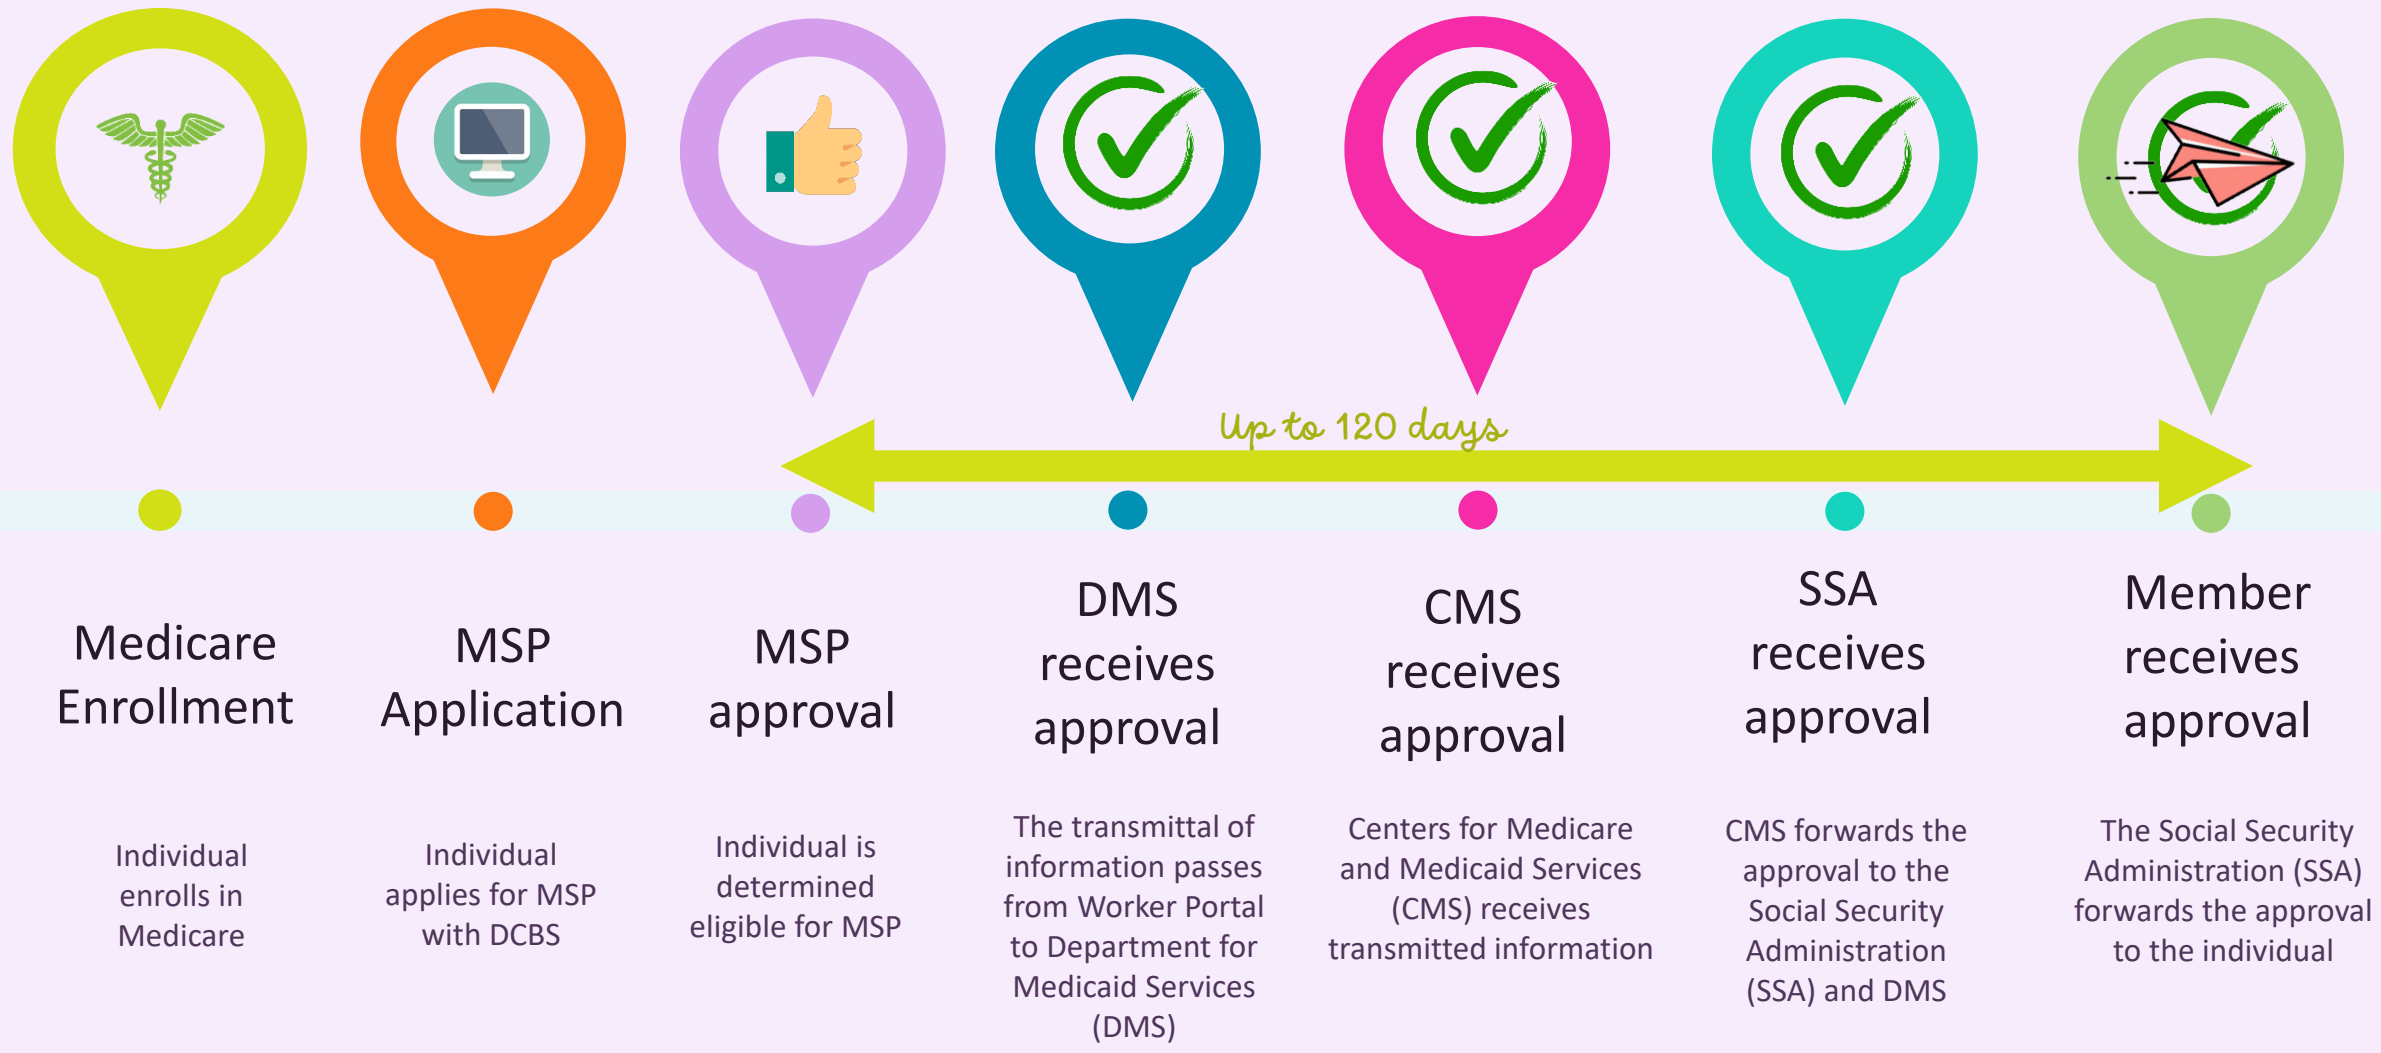 Up to 120 days
Medicare
Enrollment
Individual
enrolls in
Medicare
MSP
Application
Individual
applies for MSP
with DCBS
MSP
approval
Individual is
determined
eligible for MSP
DMS
receives
approval
The transmittal of
information passes
from Worker Portal
to Department for
Medicaid Services
(DMS)
CMS
receives
approval
Centers for Medicare
and Medicaid Services
(CMS) receives
transmitted information
SSA
receives
approval
CMS forwards the
approval to the
Social Security
Administration
(SSA) and DMS
Member
receives
approval
The Social Security
Administration (SSA)
forwards the approval
to the individual